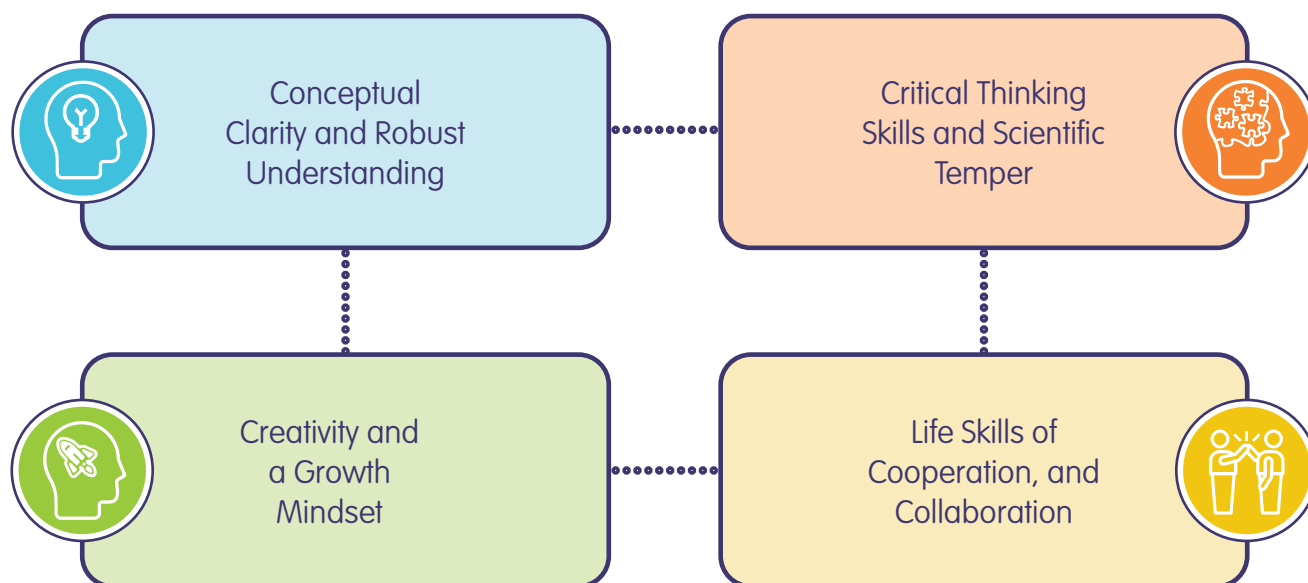 Conceptual
Clarity and Robust
Understanding
Critical Thinking
Skills and Scientific
Temper
Creativity and
a Growth
Mindset
Life Skills of
Cooperation, and
Collaboration